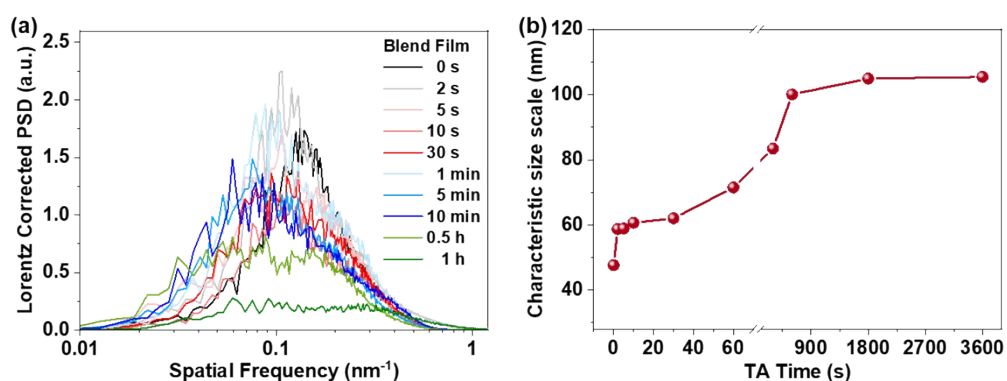 (a)
Lorentz Corrected PSD (a.u.)
2.5
2.0
1.5
1.0
0.5
0.0
0.01
0.1
1
Spatial Frequency (nm⁻¹)
Blend Film
0 s
2 s
5 s
10 s
30 s
1 min
5 min
10 min
0.5 h
1 h
(b)
Characteristic size scale (nm)
120
100
80
60
40
0
20
40
60
900
1800
2700
3600
TA Time (s)